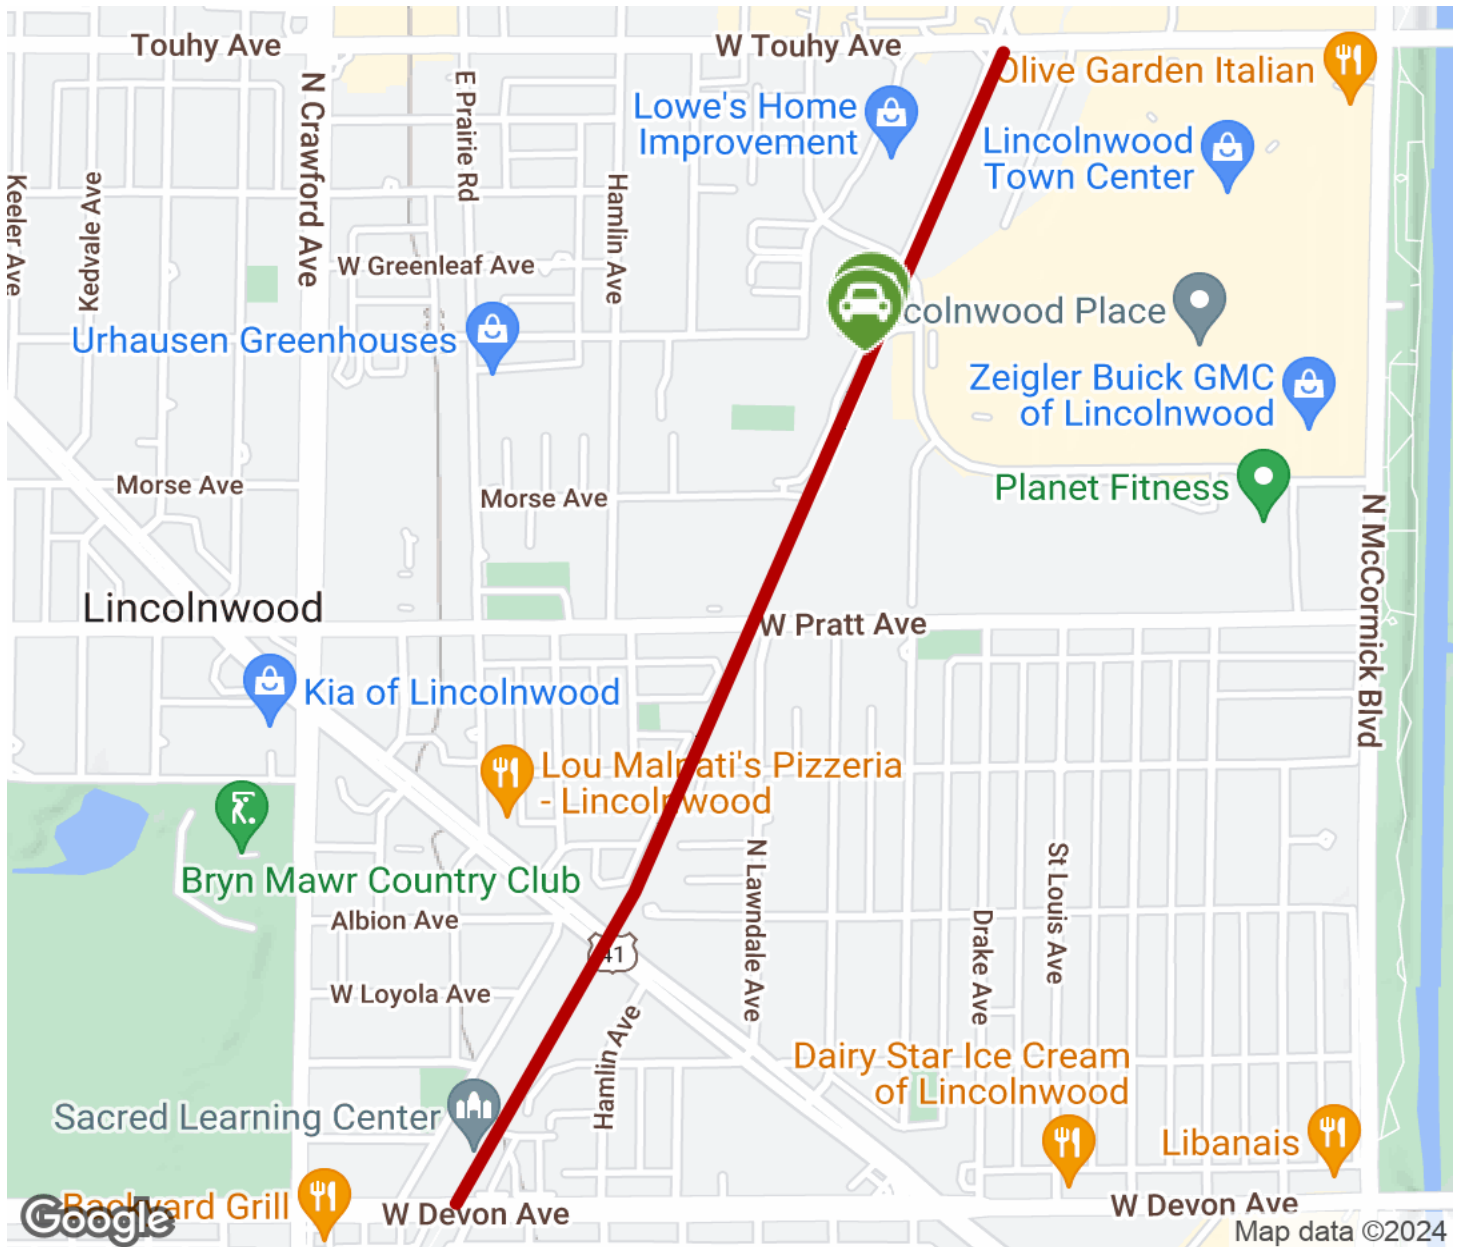 Touhy Ave
W Touhy Ave
Olive Garden Italian
N Crawford Ave
E Prairie Rd
Lowe's Home
Improvement
Lincolnwood
Town Center
Keeler Ave
Kedvale Ave
Hamlin Ave
W Greenleaf Ave
colnwood Place
Urhausen Greenhouses
Zeigler Buick GMC
of Lincolnwood
Morse Ave
Morse Ave
Planet Fitness
N McCormick Blvd
Lincolnwood
W Pratt Ave
Kia of Lincolnwood
Lou Malnati's Pizzeria
- Lincolnwood
Bryn Mawr Country Club
N Lawndale Ave
St Louis Ave
Albion Ave
Drake Ave
41
W Loyola Ave
Hamlin Ave
Dairy Star Ice Cream
of Lincolnwood
Sacred Learning Center
Libanais
Backyard Grill
W Devon Ave
W Devon Ave
Google
Map data ©2024